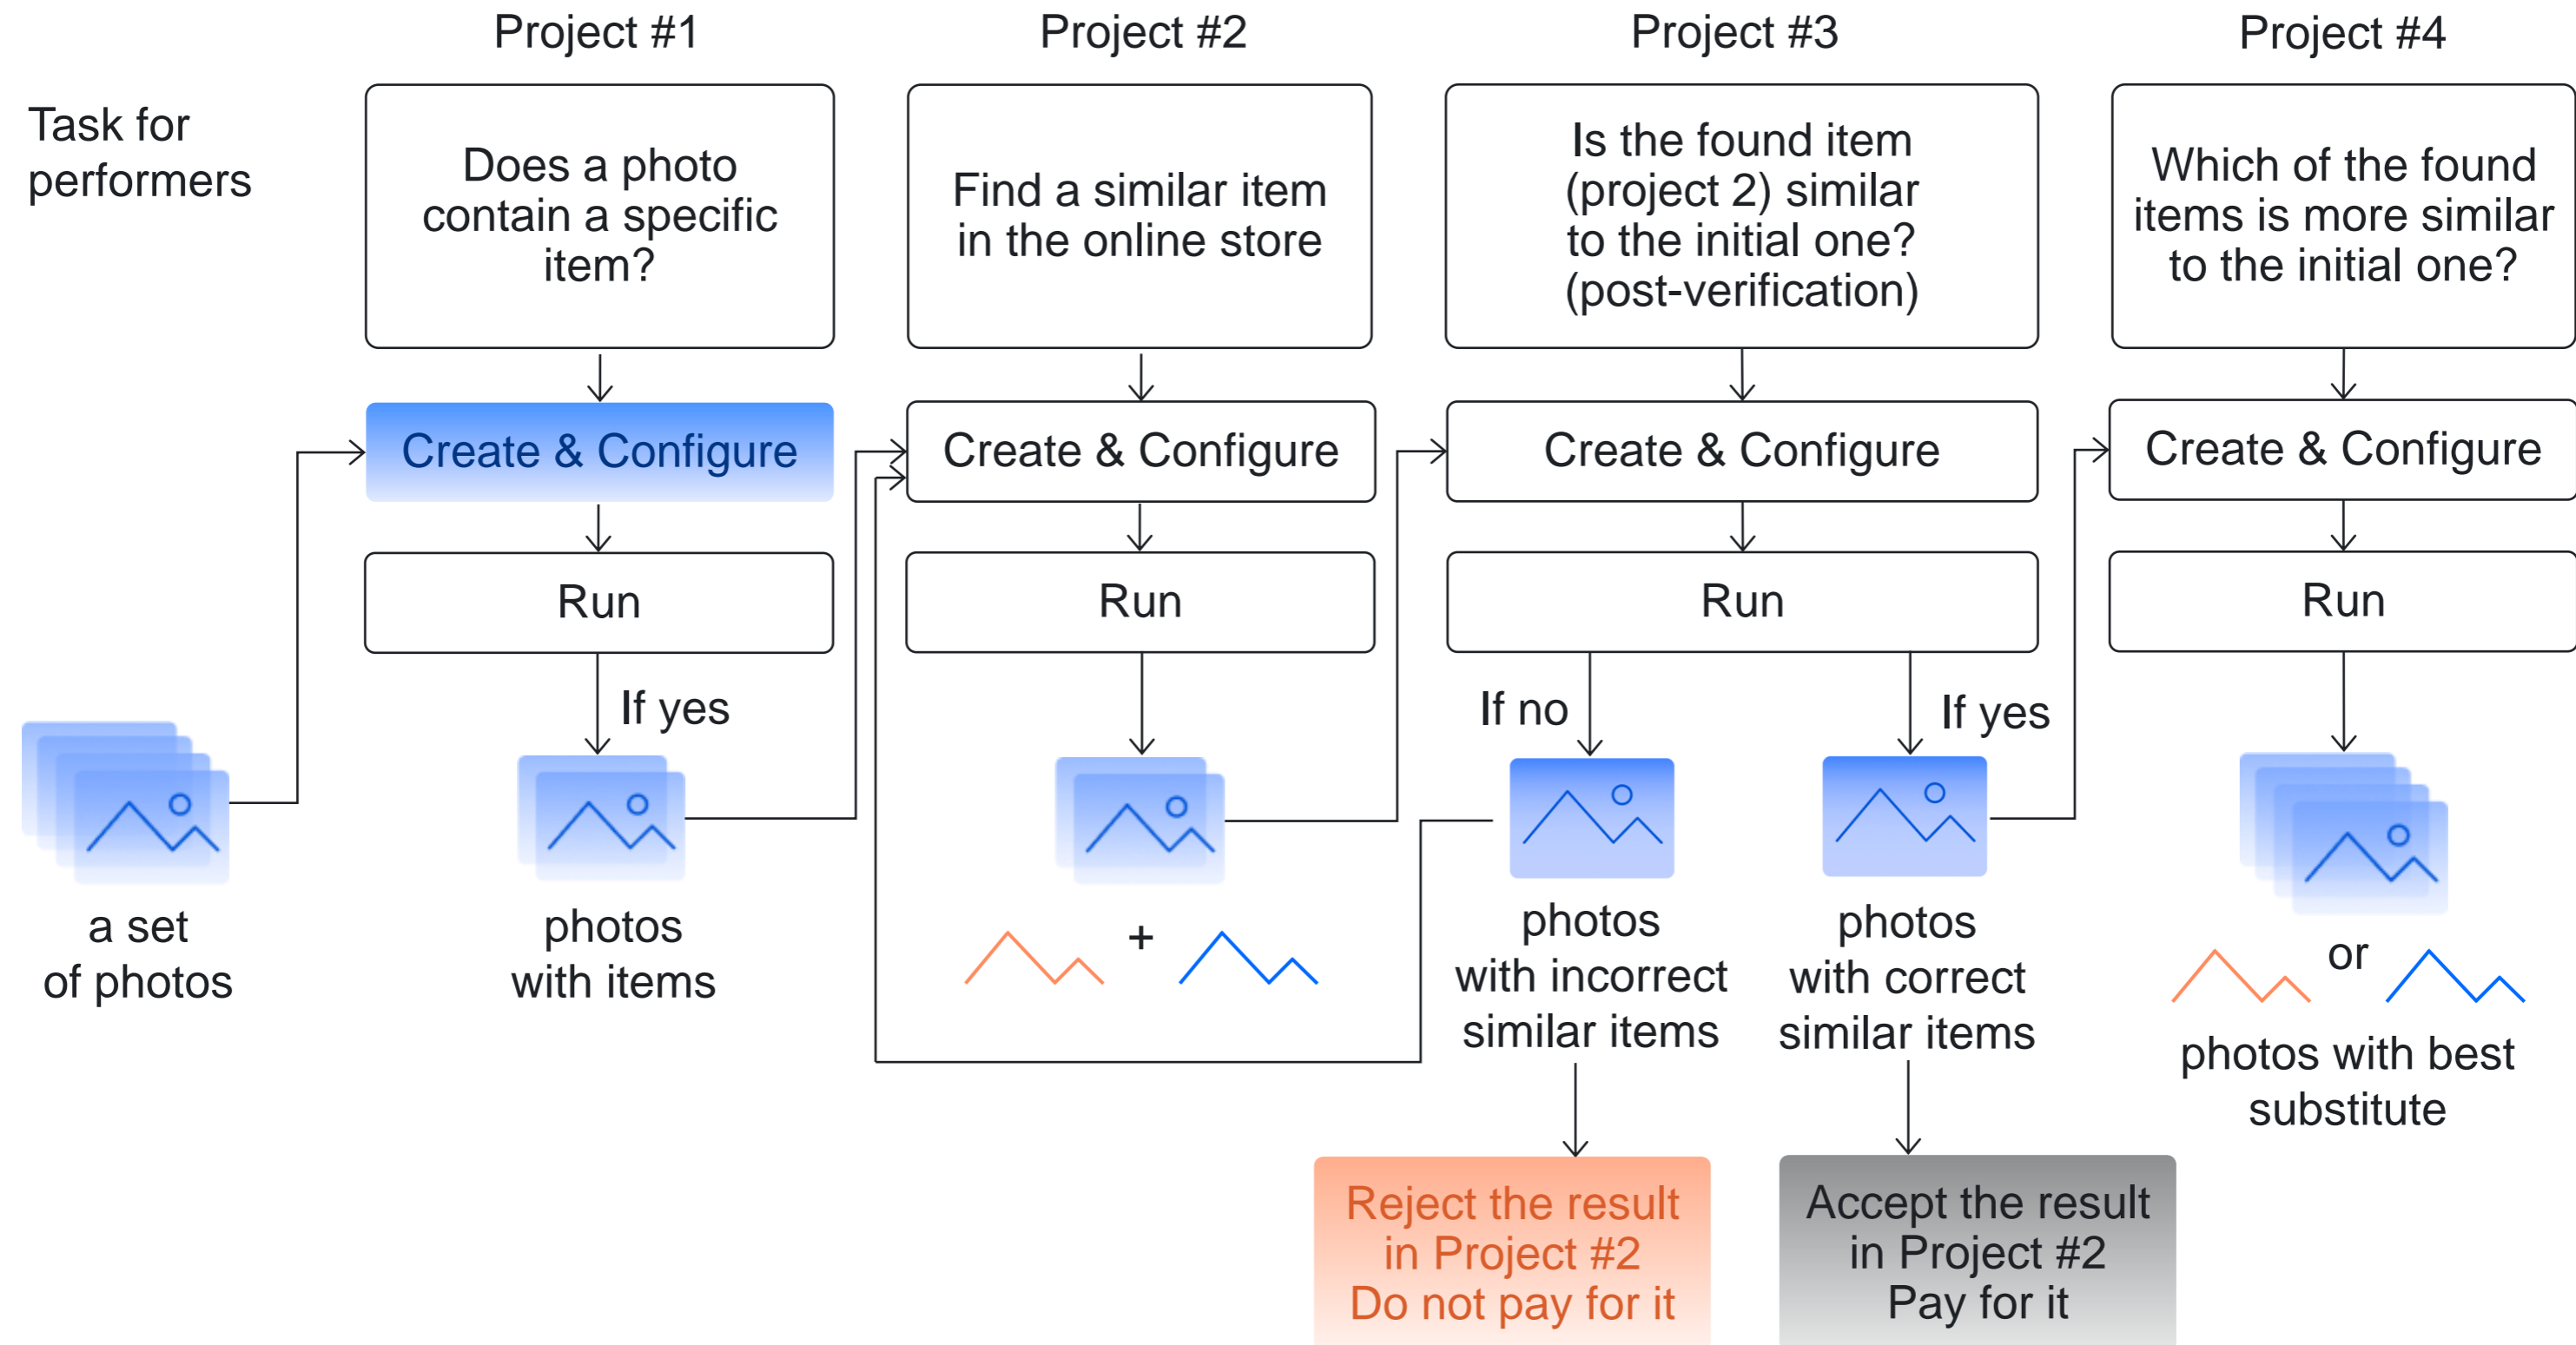 Project #1
Project #2
Project #3
Project #4
Task for
performers
Does a photo
contain a specific
item?
Find a similar item
in the online store
Is the found item
(project 2) similar
to the initial one?
(post-verification)
Which of the found
items is more similar
to the initial one?
Create & Configure
Create & Configure
Create & Configure
Create & Configure
Run
Run
Run
Run
If yes
If no
If yes
a set
of photos
photos
with items
+
photos
with incorrect
similar items
photos
with correct
similar items
or
photos with best
substitute
Reject the result
in Project #2
Do not pay for it
Accept the result
in Project #2
Pay for it